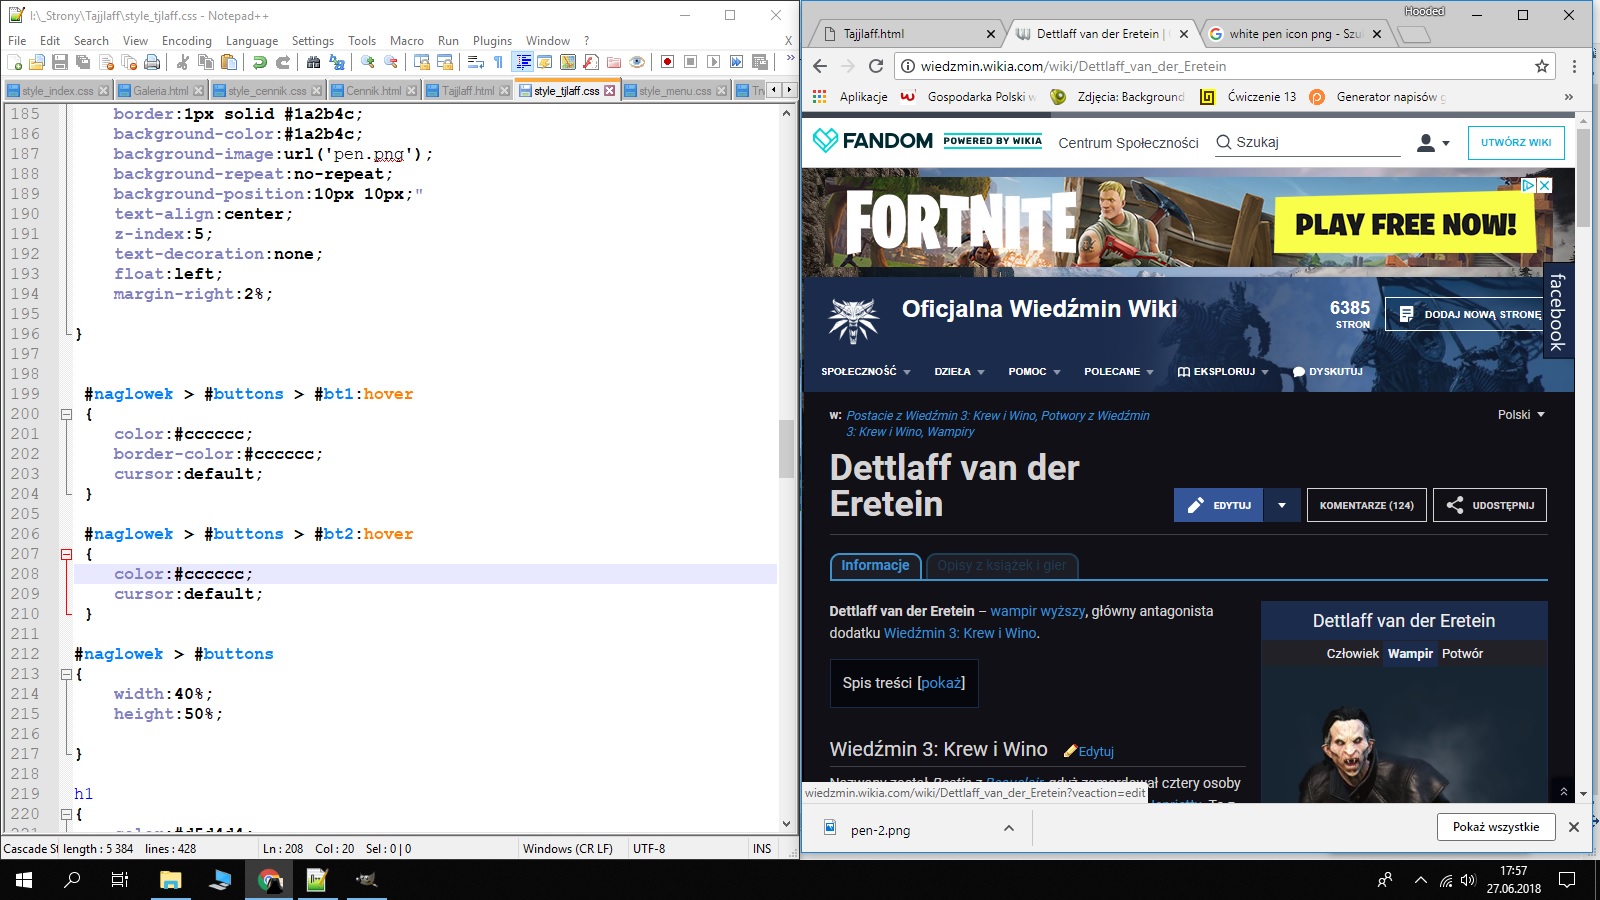 I:\_Strony\Tajjlaff\style_tjlaff.css - Notepad++
File Edit Search View Encoding Language Settings Tools Macro Run Plugins Window ? X
style_index.css Galeria.html style_cennik.css Cennik.html Tajjlaff.html style_tjlaff.css style_menu.css
185 border:1px solid #1a2b4c;
186 background-color:#1a2b4c;
187 background-image:url('pen.png');
188 background-repeat:no-repeat;
189 background-position:10px 10px;"
190 text-align:center;
191 z-index:5;
192 text-decoration:none;
193 float:left;
194 margin-right:2%;
195
196 }
197
198
199 #naglowek > #buttons > #bt1:hover
200 {
201 color:#cccccc;
202 border-color:#cccccc;
203 cursor:default;
204 }
205
206 #naglowek > #buttons > #bt2:hover
207 {
208 color:#cccccc;
209 cursor:default;
210 }
211
212 #naglowek > #buttons
213 {
214 width:40%;
215 height:50%;
216
217 }
218
219 h1
220 {
221 color:#d5d4d4;
Cascade St length : 5 384 lines : 428 Ln : 208 Col : 20 Sel : 0 | 0 Windows (CR LF) UTF-8 INS
Hooded
Tajjlaff.html Dettlaff van der Eretein | white pen icon png - Szu
wiedzmin.wikia.com/wiki/Dettlaff_van_der_Eretein
Aplikacje Gospodarka Polski w Zdjęcia: Background Ćwiczenie 13 Generator napisów »
FANDOM POWERED BY WIKIA Centrum Społeczności Szukaj UTWÓRZ WIKI
FORTNITE PLAY FREE NOW!
facebook
Oficjalna Wiedźmin Wiki 6385 STRON DODAJ NOWĄ STRONĘ
SPOŁECZNOŚĆ DZIEŁA POMOC POLECANE EKSPLORUJ DYSKUTUJ
w: Postacie z Wiedźmin 3: Krew i Wino, Potwory z Wiedźmin Polski
3: Krew i Wino, Wampiry
Dettlaff van der
Eretein
EDYTUJ KOMENTARZE (124) UDOSTĘPNIJ
Informacje Opisy z książek i gier
Dettlaff van der Eretein – wampir wyższy, główny antagonista
dodatku Wiedźmin 3: Krew i Wino.
Spis treści [pokaż]
Dettlaff van der Eretein
Człowiek Wampir Potwór
Wiedźmin 3: Krew i Wino Edytuj
Nazwany został Bestią z Beauclair, gdyż zamordował cztery osoby
wiedzmin.wikia.com/wiki/Dettlaff_van_der_Eretein?veaction=edit
pen-2.png Pokaż wszystkie
17:57
27.06.2018